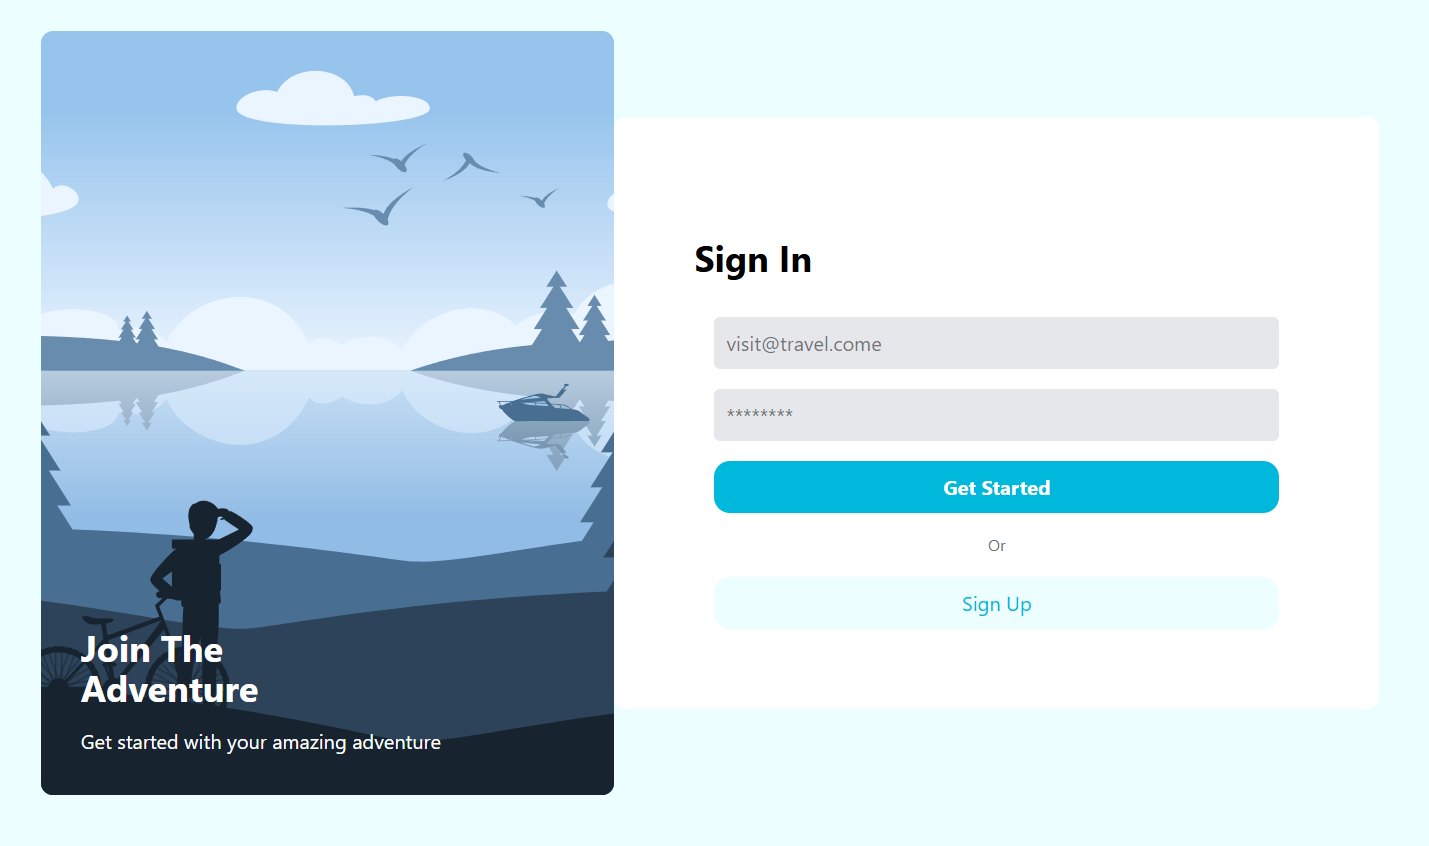 Join The
Adventure
Get started with your amazing adventure
Sign In
visit@travel.come
********
Get Started
Or
Sign Up